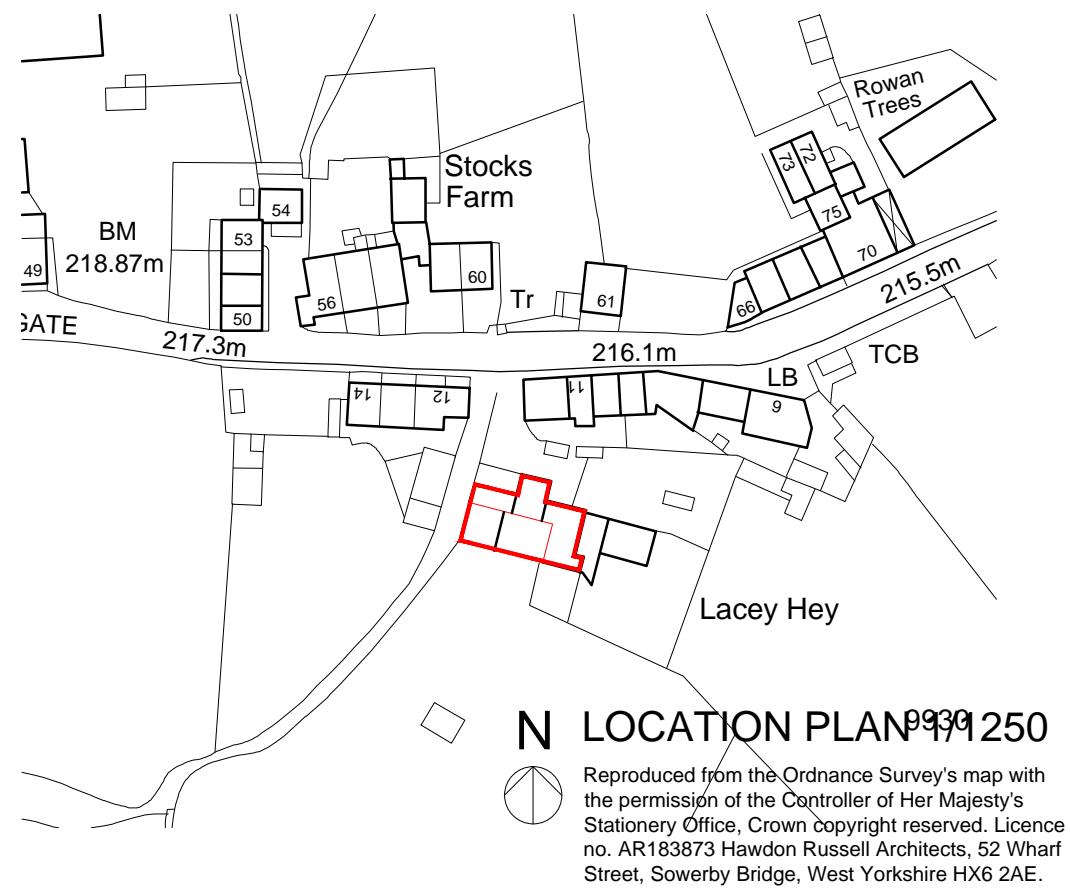 Rowan
Trees
Stocks
Farm
73
72
75
70
54
53
BM
218.87m
49
56
60
Tr
61
66
215.5m
50
GATE
217.3m
216.1m
TCB
LB
14
12
11
9
Lacey Hey
N LOCATION PLAN 1/1250
9930
Reproduced from the Ordnance Survey's map with
the permission of the Controller of Her Majesty's
Stationery Office, Crown copyright reserved. Licence
no. AR183873 Hawdon Russell Architects, 52 Wharf
Street, Sowerby Bridge, West Yorkshire HX6 2AE.